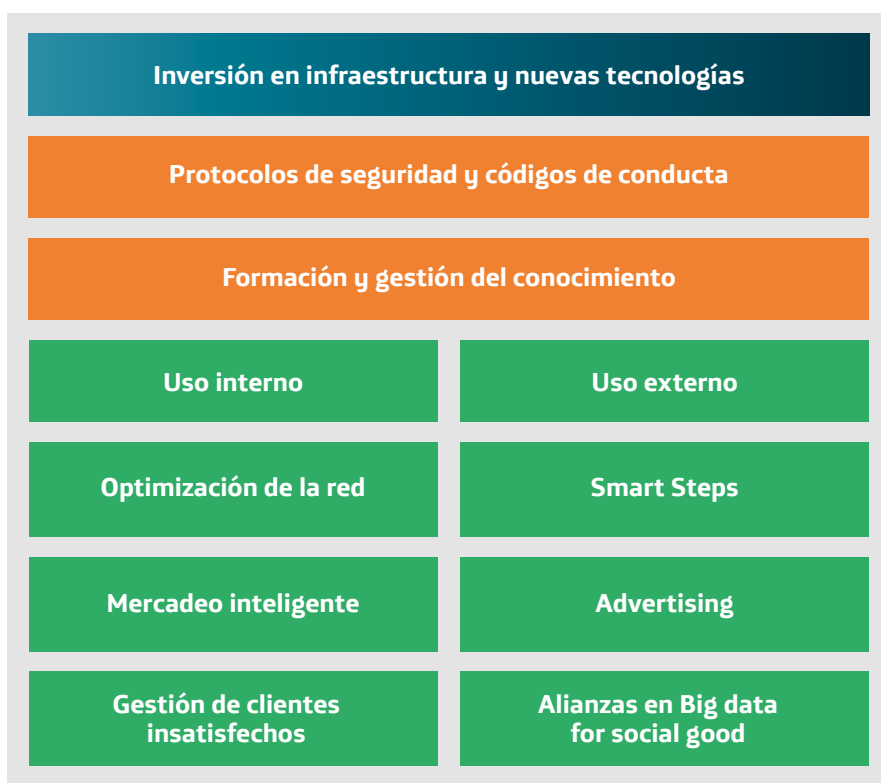 Inversión en infraestructura y nuevas tecnologías
Protocolos de seguridad y códigos de conducta
Formación y gestión del conocimiento
Uso interno
Uso externo
Optimización de la red
Smart Steps
Mercadeo inteligente
Advertising
Gestión de clientes
insatisfechos
Alianzas en Big data
for social good